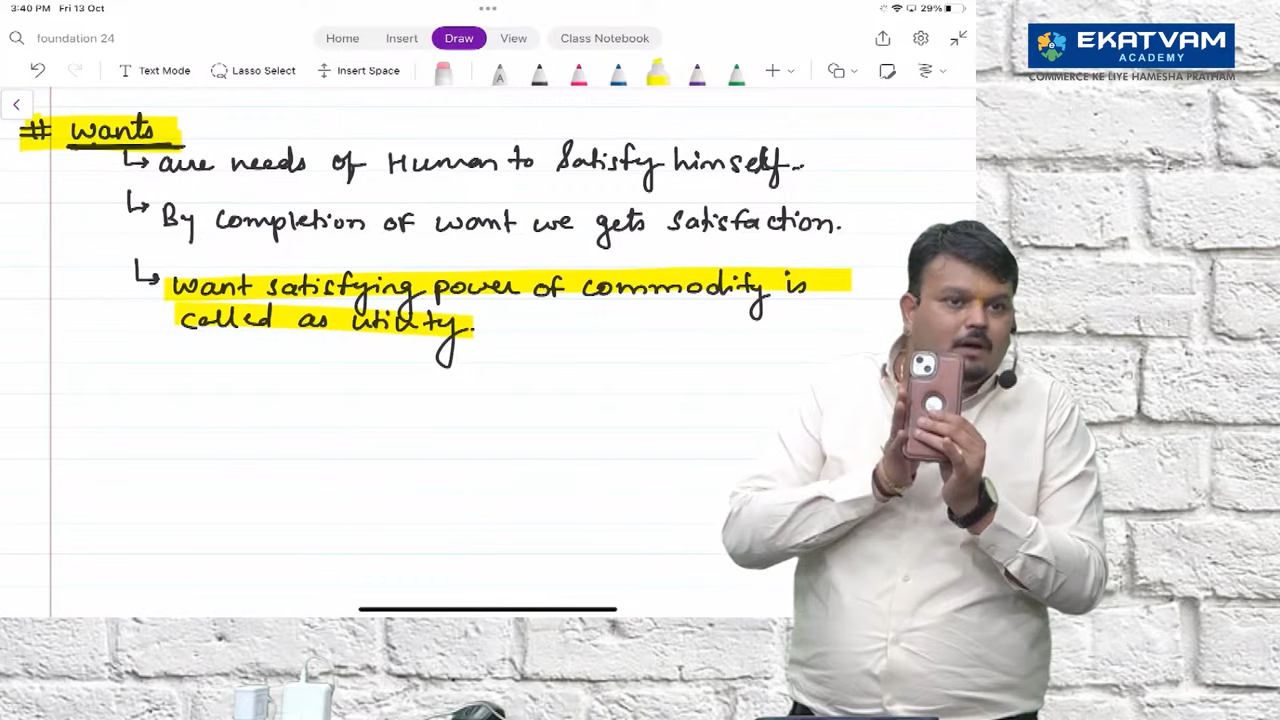 3:40 PM Fri 13 Oct
29%
foundation 24
Home Insert Draw View Class Notebook
Text Mode Lasso Select Insert Space
EKATVAM
ACADEMY
COMMERCE KE LIYE HAMESHA PRATHAM
# Wants
↳ are needs of Human to Satisfy himself.
↳ By completion of want we gets satisfaction.
↳ Want satisfying power of commodity is
called as utility.